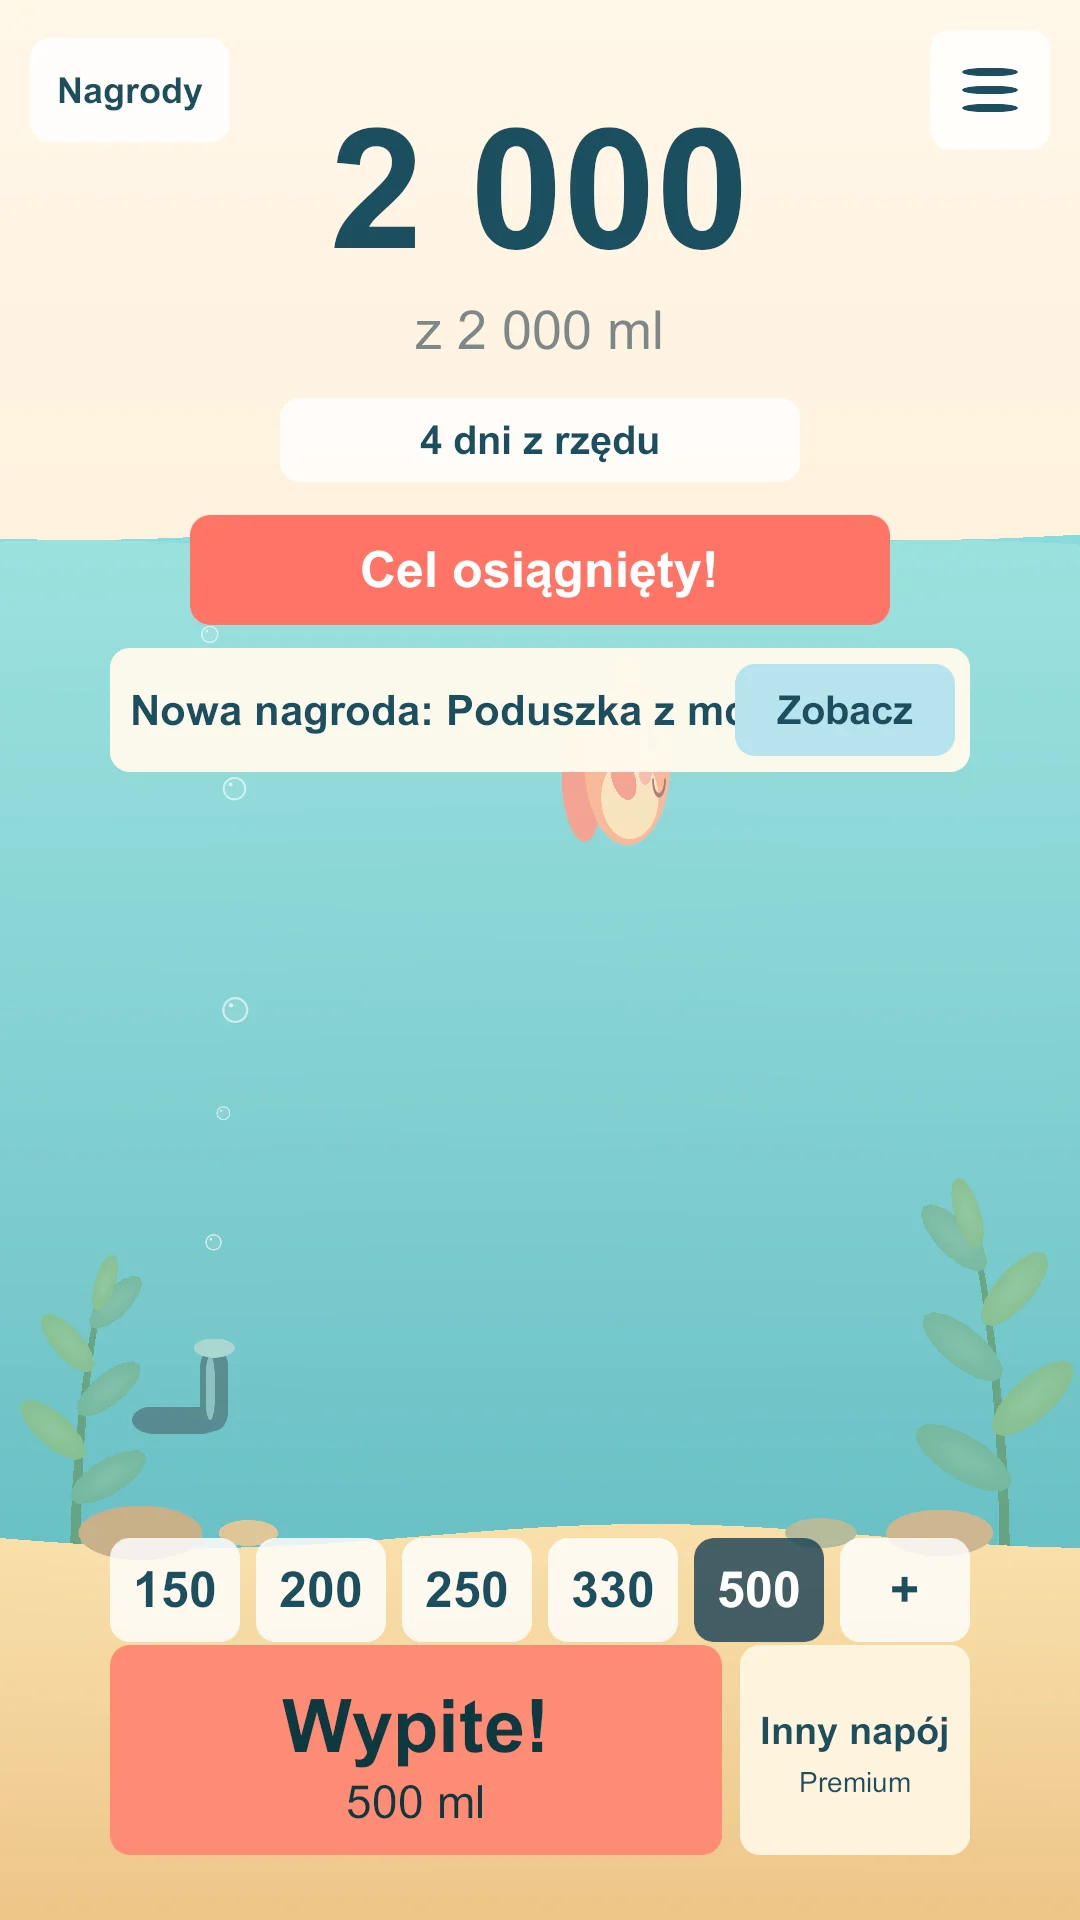 Nagrody
2 000
z 2 000 ml
4 dni z rzędu
Cel osiągnięty!
Nowa nagroda: Poduszka z Zobacz
150 200 250 330 500 +
Wypite!
500 ml
Inny napój
Premium